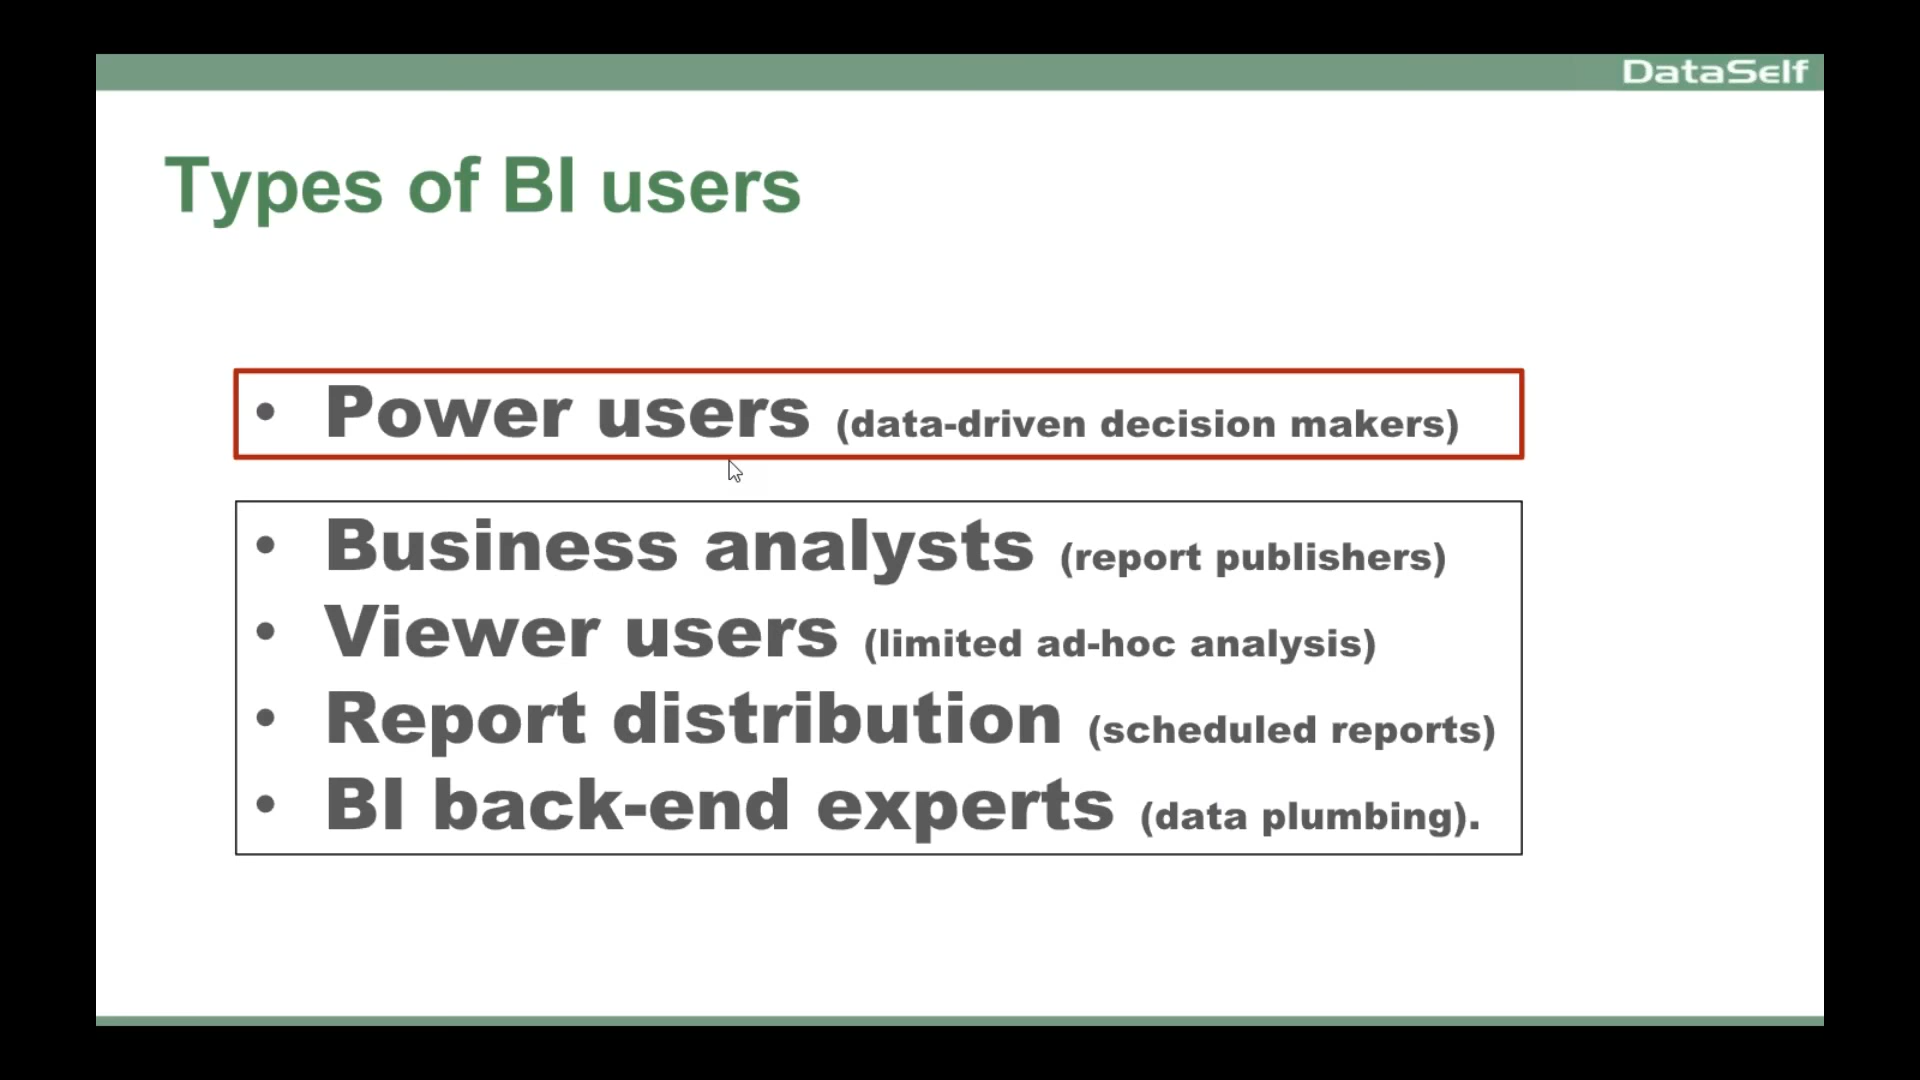 DataSelf
Types of BI users
• Power users (data-driven decision makers)
• Business analysts (report publishers)
• Viewer users (limited ad-hoc analysis)
• Report distribution (scheduled reports)
• BI back-end experts (data plumbing).